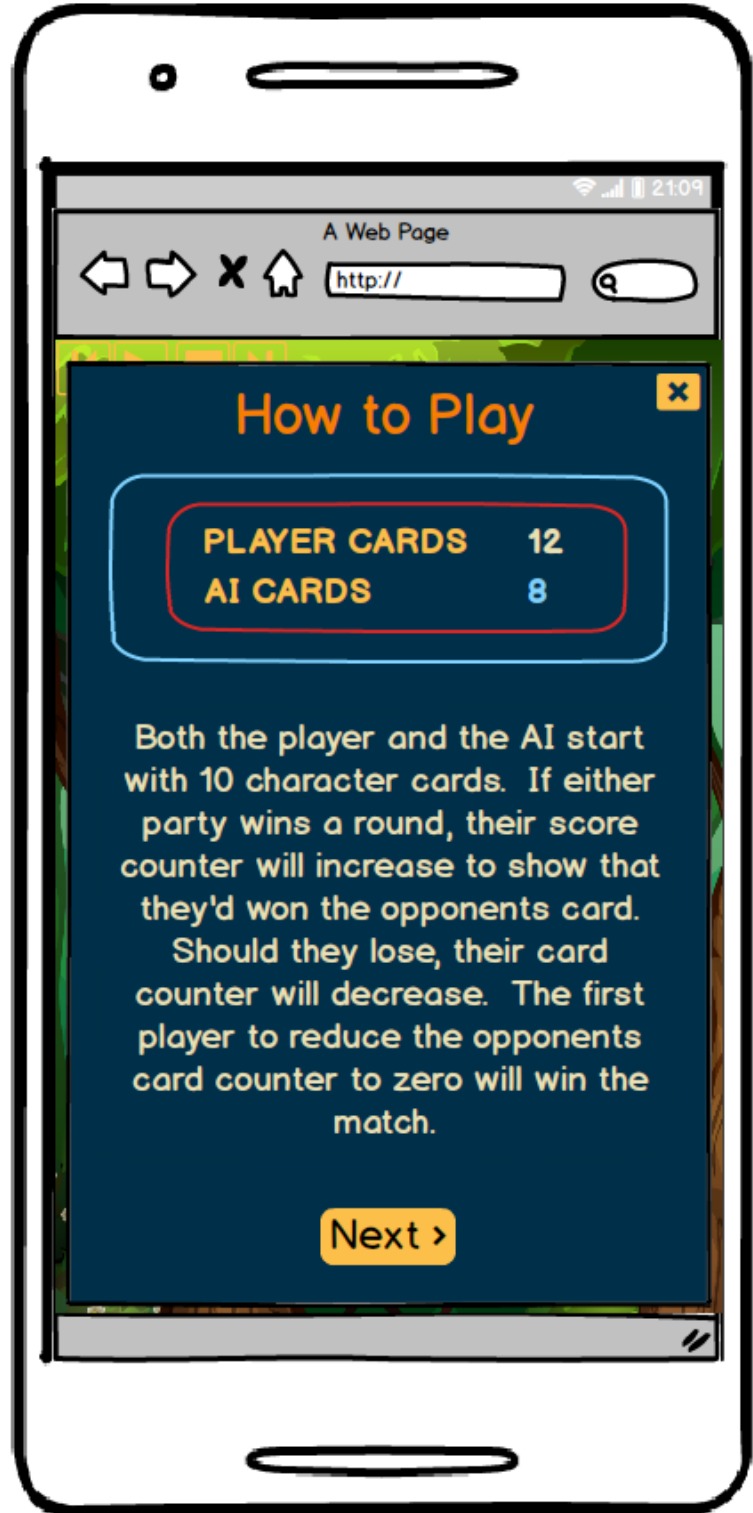 21:09
A Web Page
http://
How to Play
PLAYER CARDS 12
AI CARDS 8
Both the player and the AI start
with 10 character cards.  If either
party wins a round, their score
counter will increase to show that
they'd won the opponents card.
Should they lose, their card
counter will decrease.  The first
player to reduce the opponents
card counter to zero will win the
match.
Next ›